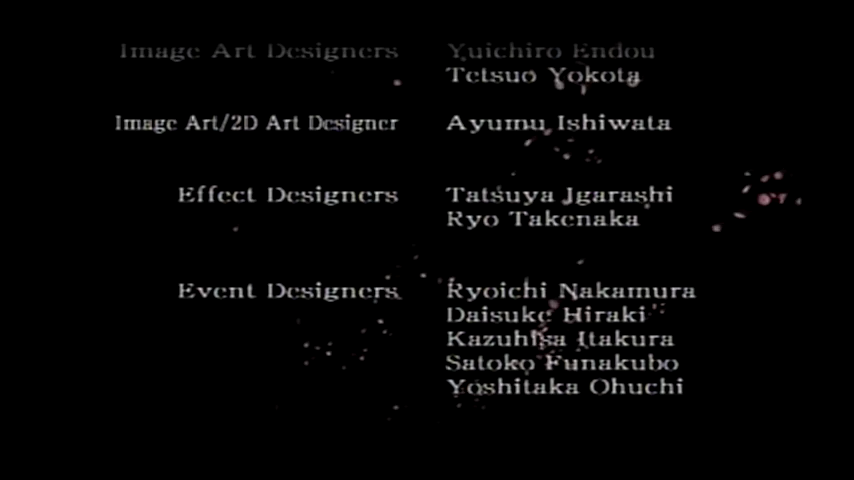 Image Art Designers Yuichiro Endou
Tetsuo Yokota
Image Art/2D Art Designer Ayumu Ishiwata
Effect Designers Tatsuya Igarashi
Ryo Takenaka
Event Designers Ryoichi Nakamura
Daisuke Hiraki
Kazuhisa Itakura
Satoko Funakubo
Yoshitaka Ohuchi